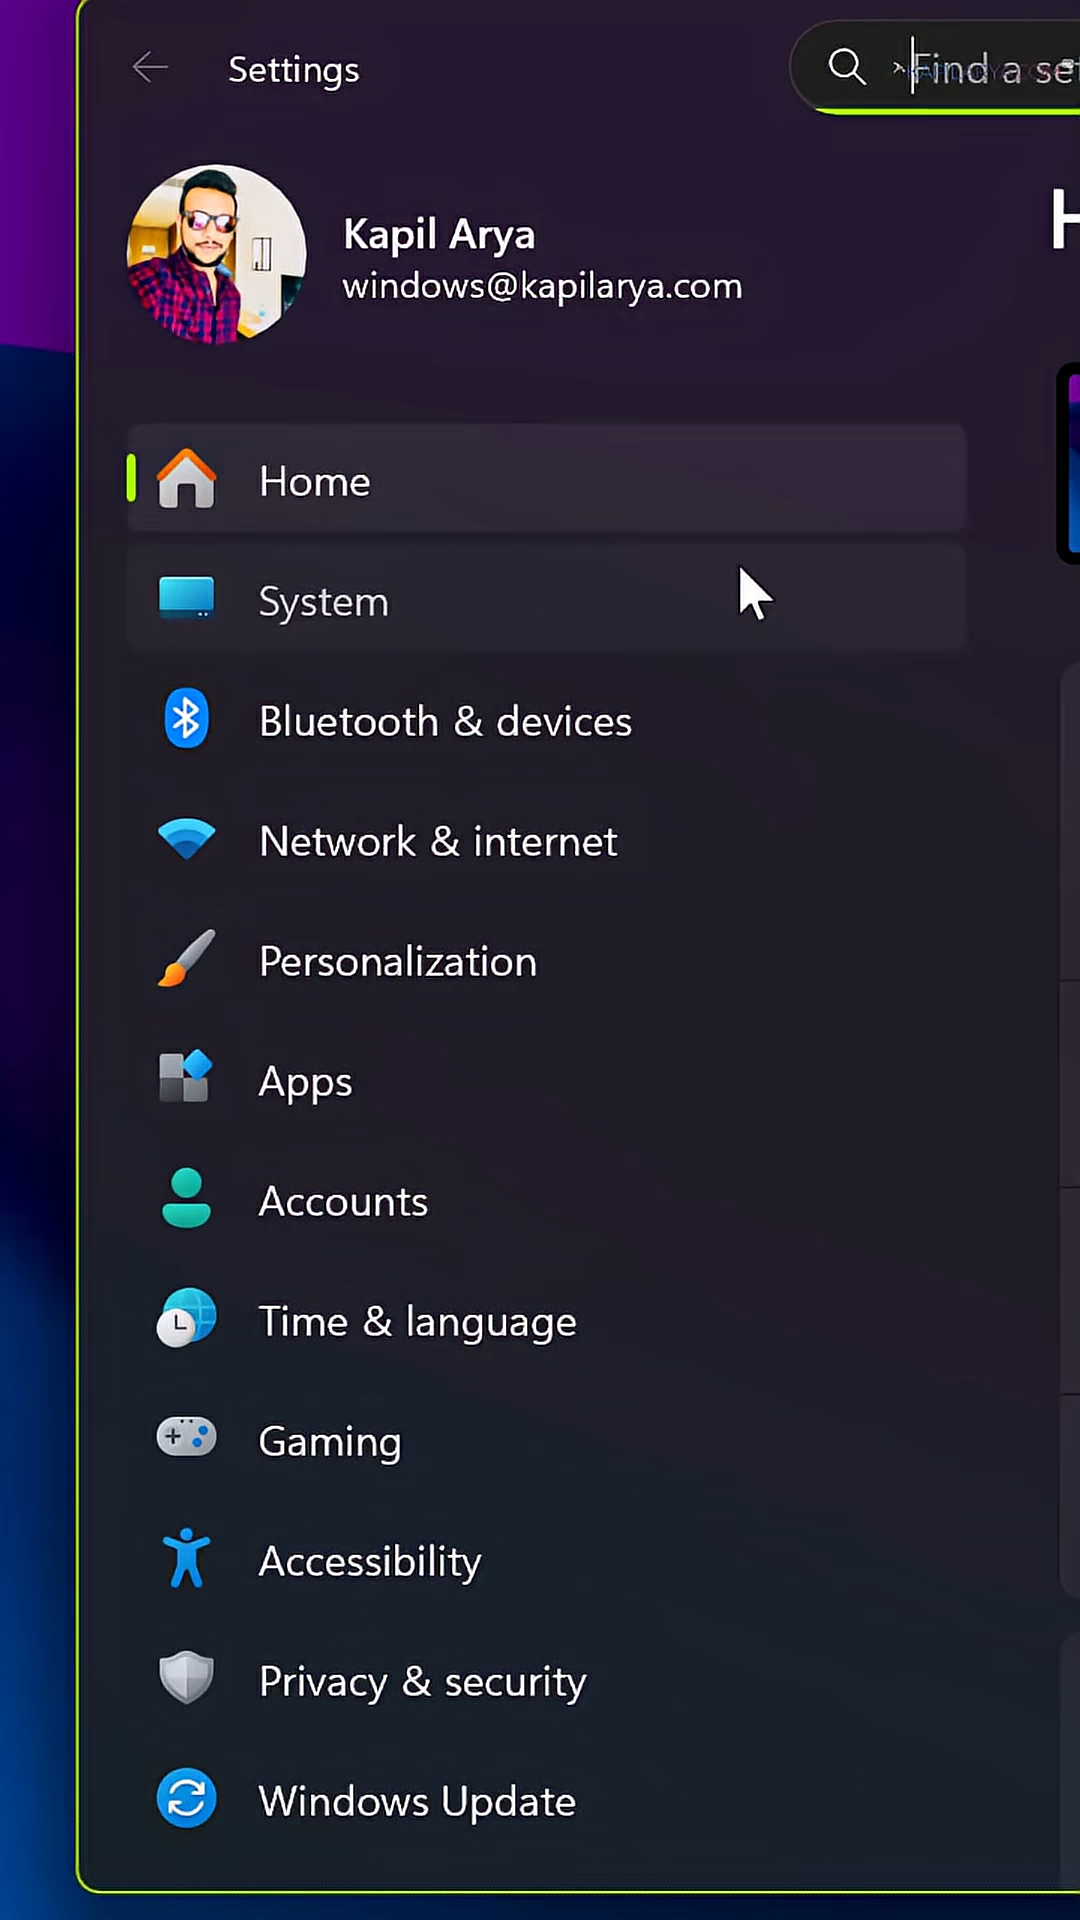 Settings
Find a se
Kapil Arya
windows@kapilarya.com
H
Home
System
Bluetooth & devices
Network & internet
Personalization
Apps
Accounts
Time & language
Gaming
Accessibility
Privacy & security
Windows Update